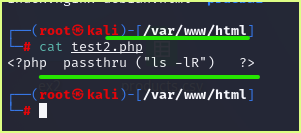 ┌──(root㉿kali)-[/var/www/html]
└─# cat test2.php
<?php  passthru ("ls -lR")   ?>
┌──(root㉿kali)-[/var/www/html]
└─#